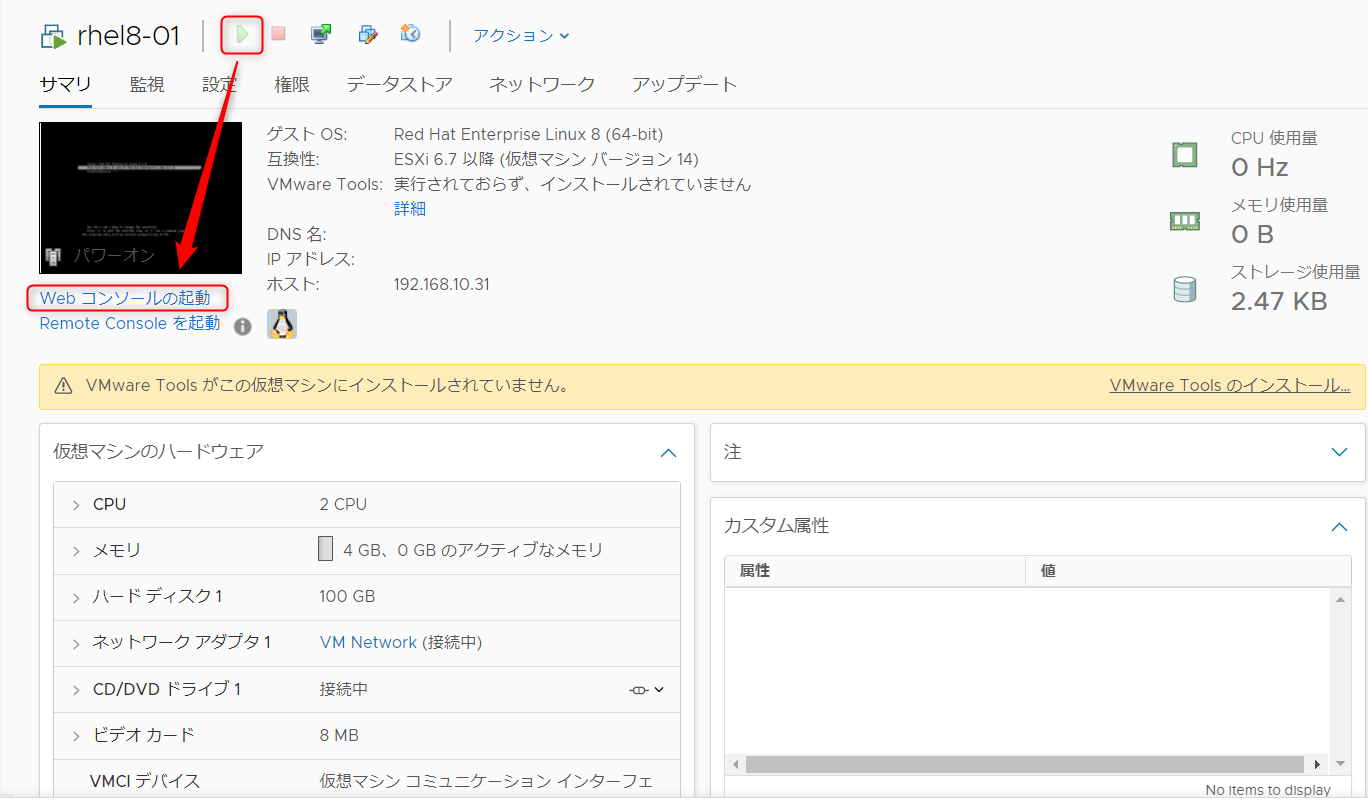 rhel8-01
アクション
サマリ 監視 設定 権限 データストア ネットワーク アップデート
パワーオン
Web コンソールの起動
Remote Console を起動
ゲスト OS: Red Hat Enterprise Linux 8 (64-bit)
互換性: ESXi 6.7 以降 (仮想マシン バージョン 14)
VMware Tools: 実行されておらず、インストールされていません
詳細
DNS 名:
IP アドレス:
ホスト: 192.168.10.31
CPU 使用量
0 Hz
メモリ使用量
0 B
ストレージ使用量
2.47 KB
VMware Tools がこの仮想マシンにインストールされていません。 VMware Tools のインストール...
仮想マシンのハードウェア
CPU 2 CPU
メモリ 4 GB、0 GB のアクティブなメモリ
ハード ディスク 1 100 GB
ネットワーク アダプタ 1 VM Network (接続中)
CD/DVD ドライブ 1 接続中
ビデオ カード 8 MB
VMCI デバイス 仮想マシン コミュニケーション インターフェ
注
カスタム属性
属性 値
No items to display